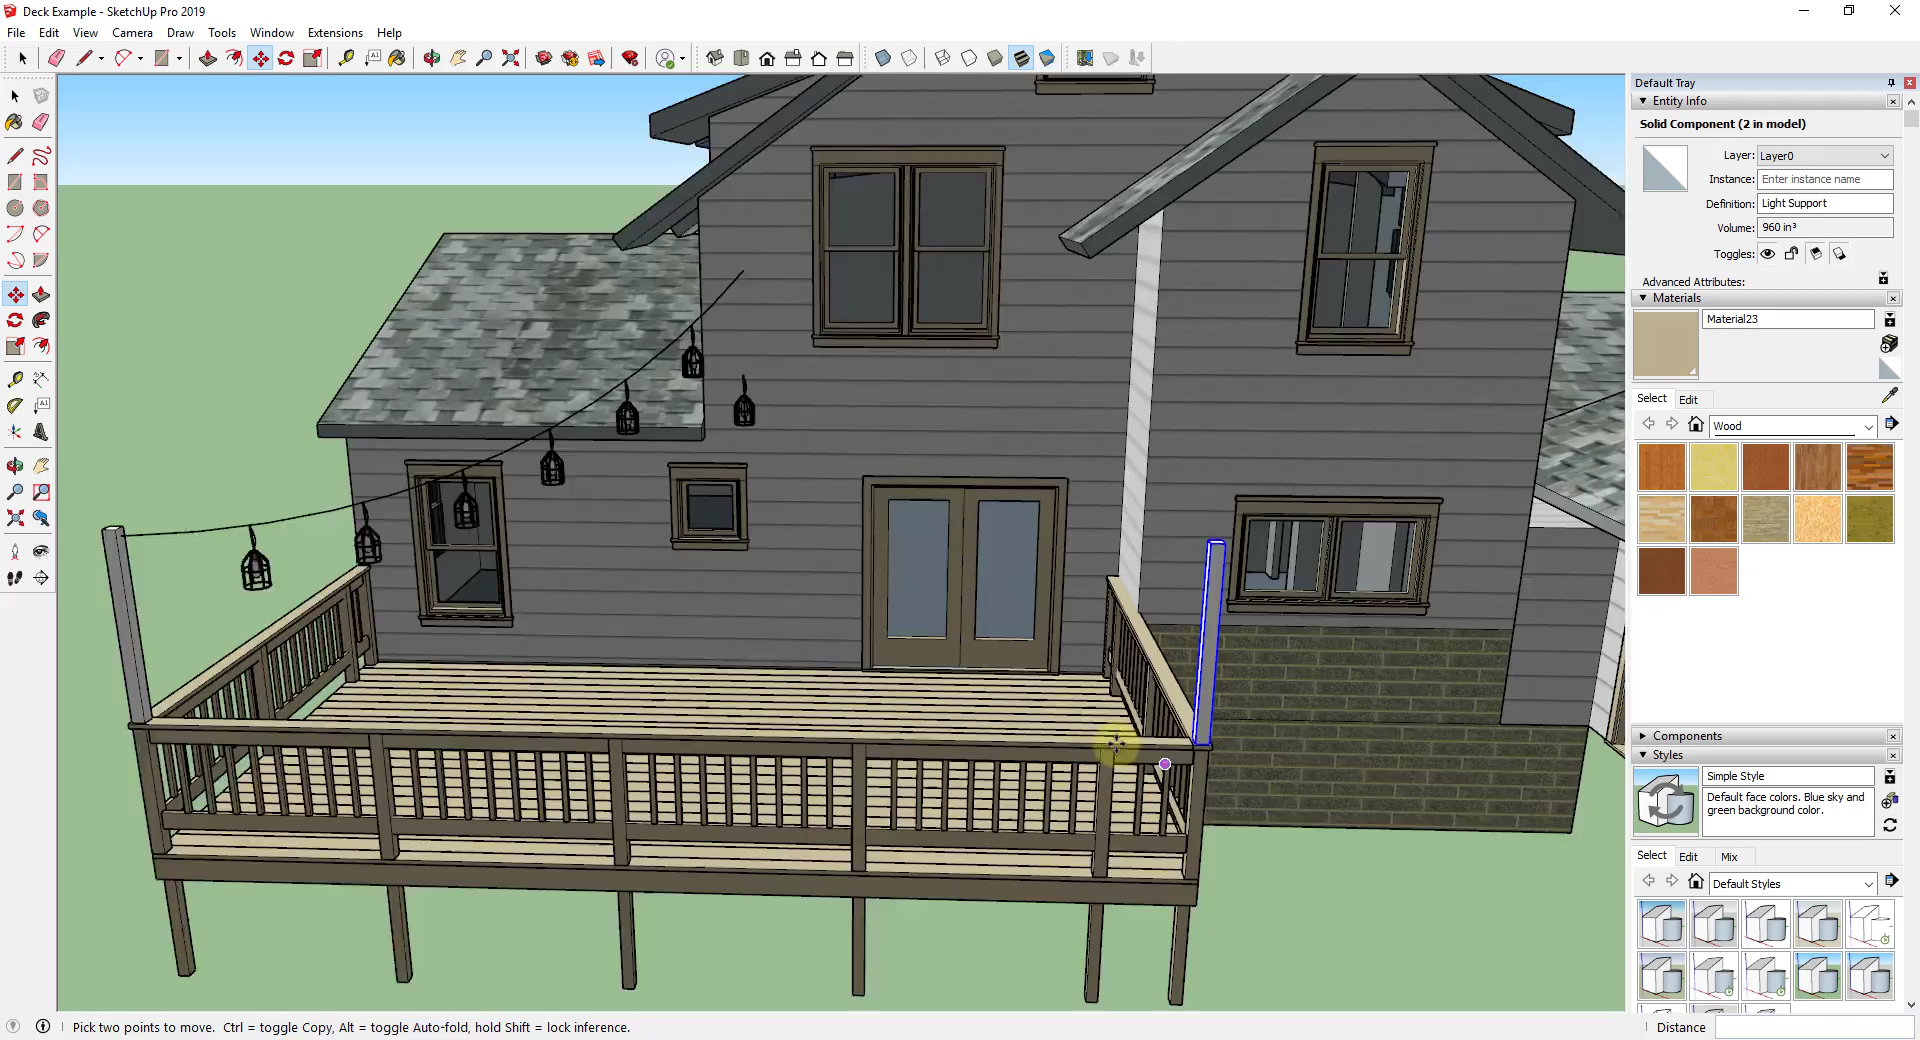 Deck Example - SketchUp Pro 2019
File Edit View Camera Draw Tools Window Extensions Help
Default Tray
Entity Info
Solid Component (2 in model)
Layer: Layer0
Instance: Enter instance name
Definition: Light Support
Volume: 960 in³
Toggles:
Advanced Attributes:
Materials
Material23
Select Edit
Wood
Components
Styles
Simple Style
Default face colors. Blue sky and
green background color.
Select Edit Mix
Default Styles
Pick two points to move. Ctrl = toggle Copy, Alt = toggle Auto-fold, hold Shift = lock inference.
Distance